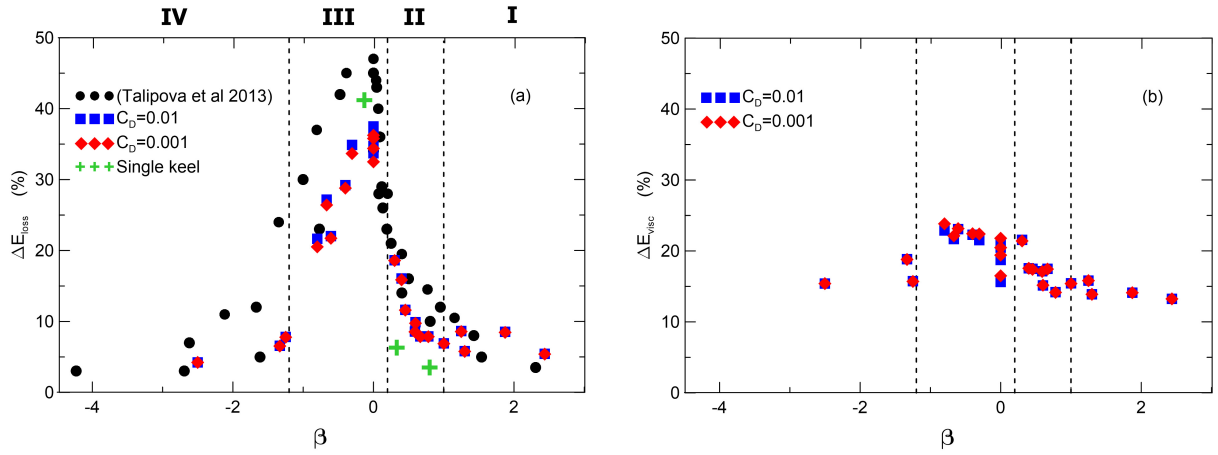 IV III II I
50
40
30
20
10
0
-4 -2 0 2
ΔE_loss (%)
β
(a)
(Talipova et al 2013)
C_D=0.01
C_D=0.001
Single keel
50
40
30
20
10
0
-4 -2 0 2
ΔE_visc (%)
β
(b)
C_D=0.01
C_D=0.001